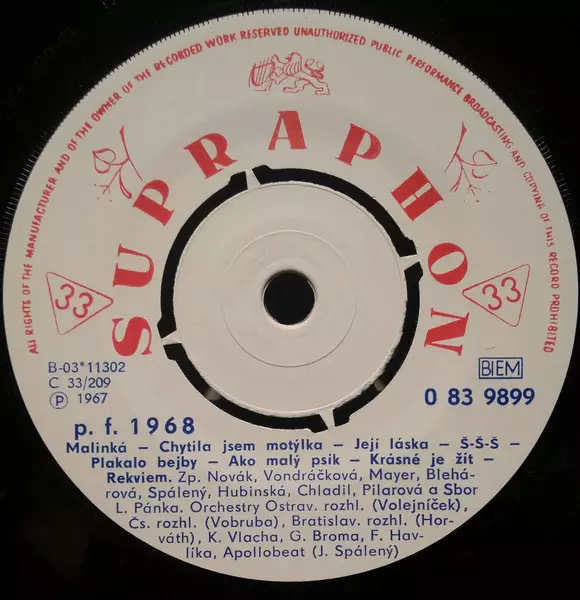 ALL RIGHTS OF THE MANUFACTURER AND OF THE OWNER OF THE RECORDED WORK RESERVED UNAUTHORIZED PUBLIC PERFORMANCE BROADCASTING AND COPYING OF THIS RECORD PROHIBITED
SUPRAPHON
33
33
B-03*11302
C 33/209
Ⓟ 1967
BIEM
0 83 9899
p. f. 1968
Malinká – Chytila jsem motýlka – Její láska – Š-Š-Š –
Plakalo bejby – Ako malý psík – Krásné je žít –
Rekviem. Zp. Novák, Vondráčková, Mayer, Blehá-
rová, Spálený, Hubinská, Chladil, Pilarová a Sbor
L. Pánka. Orchestry Ostrav. rozhl. (Volejníček),
Čs. rozhl. (Vobruba), Bratislav. rozhl. (Hor-
váth), K. Vlacha, G. Broma, F. Hav-
líka, Apollobeat (J. Spálený)